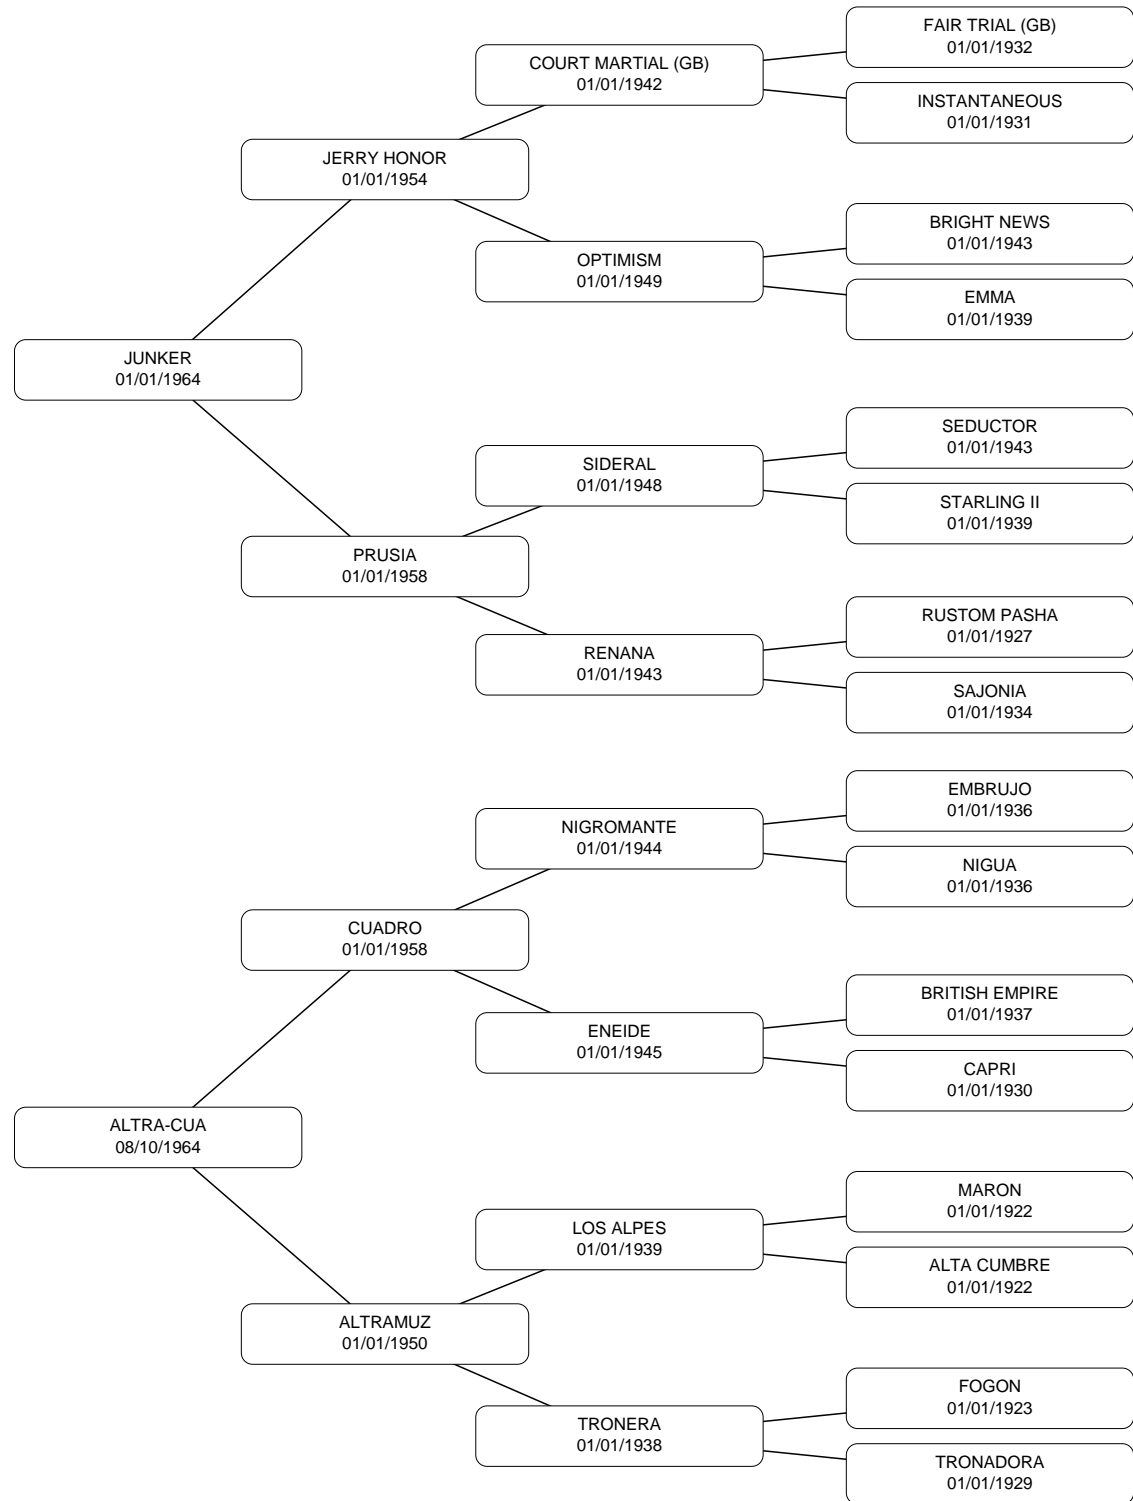 FAIR TRIAL (GB)
01/01/1932
COURT MARTIAL (GB)
01/01/1942
INSTANTANEOUS
01/01/1931
JERRY HONOR
01/01/1954
BRIGHT NEWS
01/01/1943
OPTIMISM
01/01/1949
EMMA
01/01/1939
JUNKER
01/01/1964
SEDUCTOR
01/01/1943
SIDERAL
01/01/1948
STARLING II
01/01/1939
PRUSIA
01/01/1958
RUSTOM PASHA
01/01/1927
RENANA
01/01/1943
SAJONIA
01/01/1934
EMBRUJO
01/01/1936
NIGROMANTE
01/01/1944
NIGUA
01/01/1936
CUADRO
01/01/1958
BRITISH EMPIRE
01/01/1937
ENEIDE
01/01/1945
CAPRI
01/01/1930
ALTRA-CUA
08/10/1964
MARON
01/01/1922
LOS ALPES
01/01/1939
ALTA CUMBRE
01/01/1922
ALTRAMUZ
01/01/1950
FOGON
01/01/1923
TRONERA
01/01/1938
TRONADORA
01/01/1929